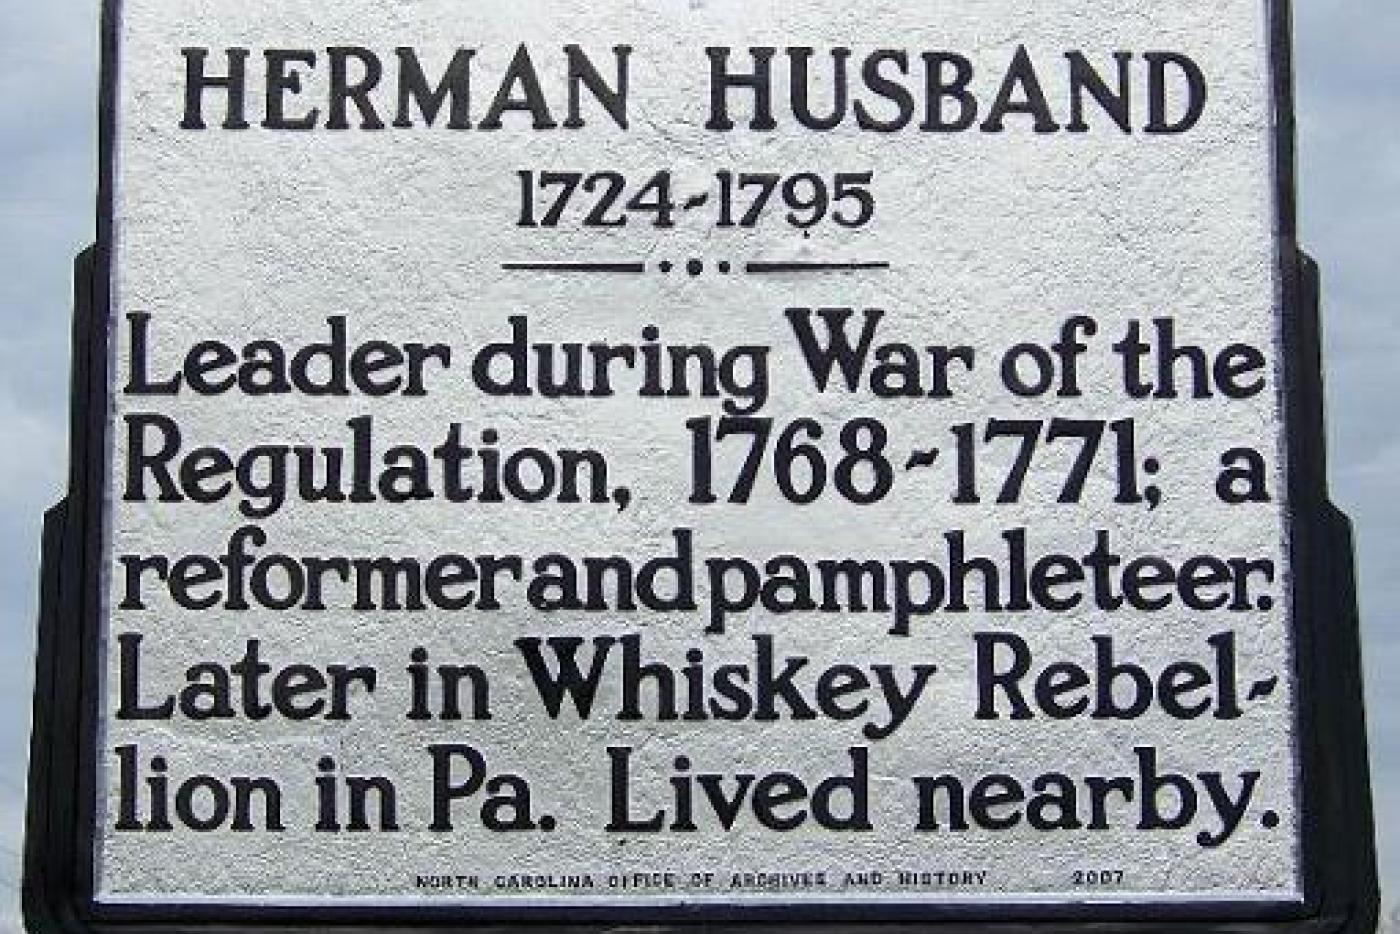 HERMAN HUSBAND
1724-1795
Leader during War of the
Regulation, 1768-1771; a
reformer and pamphleteer.
Later in Whiskey Rebel-
lion in Pa. Lived nearby.
NORTH CAROLINA OFFICE OF ARCHIVES AND HISTORY 2007